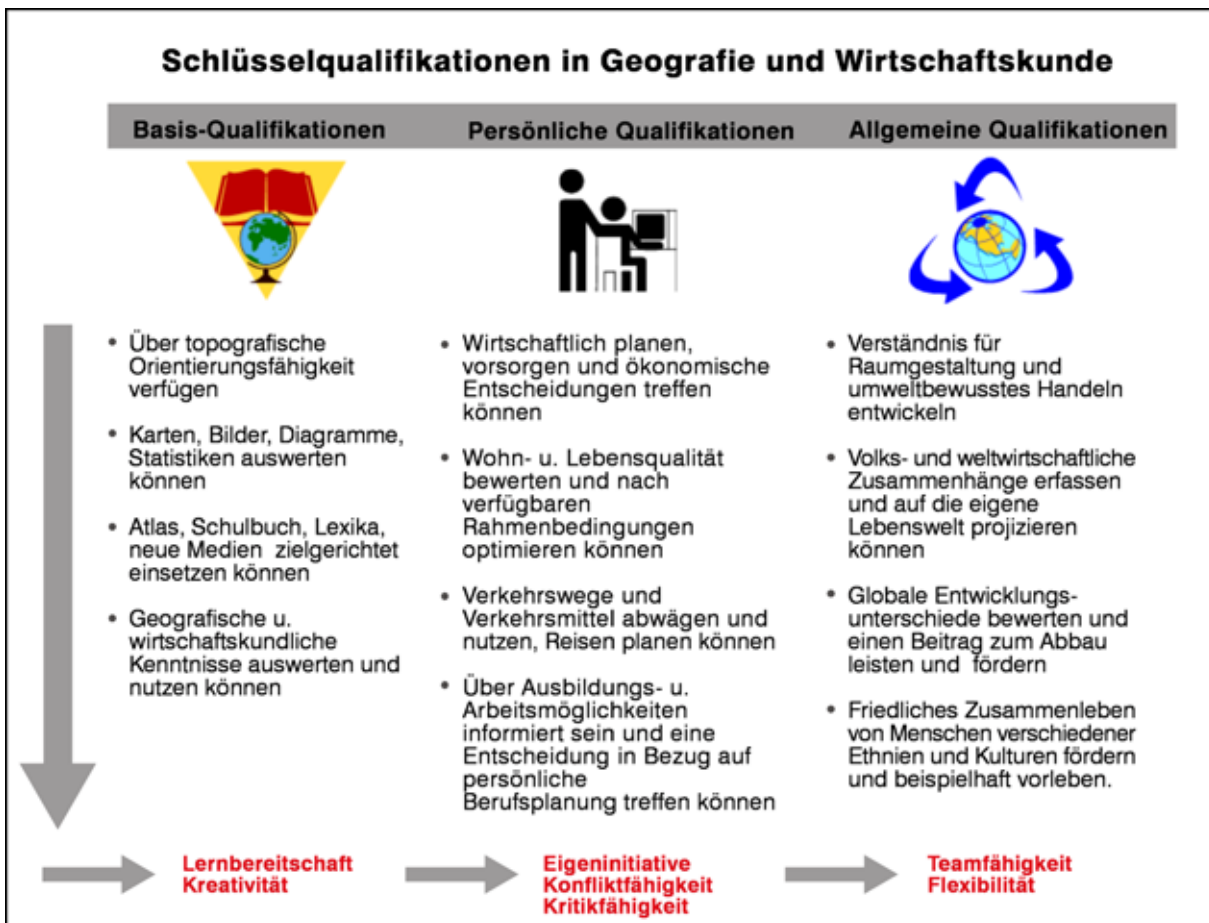 Schlüsselqualifikationen in Geografie und Wirtschaftskunde
Basis-Qualifikationen
Persönliche Qualifikationen
Allgemeine Qualifikationen
• Über topografische
Orientierungsfähigkeit
verfügen
• Karten, Bilder, Diagramme,
Statistiken auswerten
können
• Atlas, Schulbuch, Lexika,
neue Medien zielgerichtet
einsetzen können
• Geografische u.
wirtschaftskundliche
Kenntnisse auswerten und
nutzen können
• Wirtschaftlich planen,
vorsorgen und ökonomische
Entscheidungen treffen
können
• Wohn- u. Lebensqualität
bewerten und nach
verfügbaren
Rahmenbedingungen
optimieren können
• Verkehrswege und
Verkehrsmittel abwägen und
nutzen, Reisen planen können
• Über Ausbildungs- u.
Arbeitsmöglichkeiten
informiert sein und eine
Entscheidung in Bezug auf
persönliche
Berufsplanung treffen können
• Verständnis für
Raumgestaltung und
umweltbewusstes Handeln
entwickeln
• Volks- und weltwirtschaftliche
Zusammenhänge erfassen
und auf die eigene
Lebenswelt projizieren
können
• Globale Entwicklungs-
unterschiede bewerten und
einen Beitrag zum Abbau
leisten und fördern
• Friedliches Zusammenleben
von Menschen verschiedener
Ethnien und Kulturen fördern
und beispielhaft vorleben.
Lernbereitschaft
Kreativität
Eigeninitiative
Konfliktfähigkeit
Kritikfähigkeit
Teamfähigkeit
Flexibilität